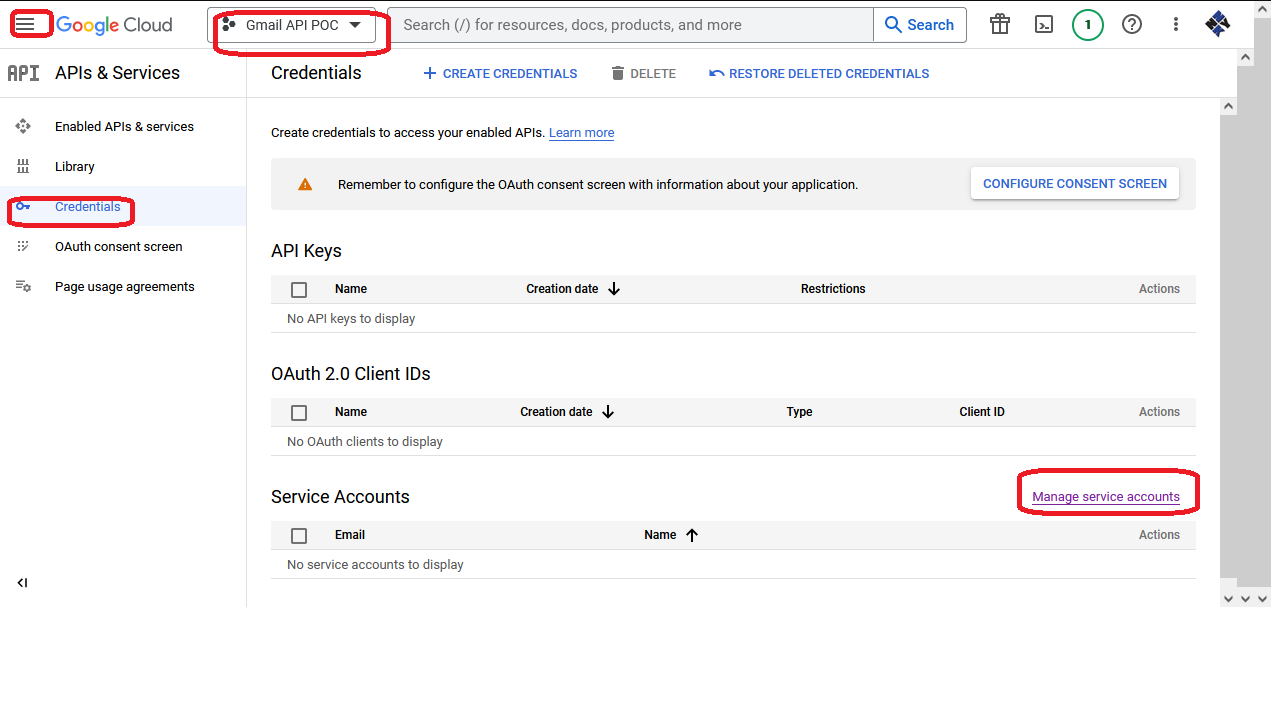 Google Cloud
Gmail API POC
Search (/) for resources, docs, products, and more
Search
1
API APIs & Services
Credentials
CREATE CREDENTIALS
DELETE
RESTORE DELETED CREDENTIALS
Enabled APIs & services
Library
Credentials
OAuth consent screen
Page usage agreements
Create credentials to access your enabled APIs. Learn more
Remember to configure the OAuth consent screen with information about your application.
CONFIGURE CONSENT SCREEN
API Keys
Name Creation date Restrictions Actions
No API keys to display
OAuth 2.0 Client IDs
Name Creation date Type Client ID Actions
No OAuth clients to display
Service Accounts
Manage service accounts
Email Name Actions
No service accounts to display